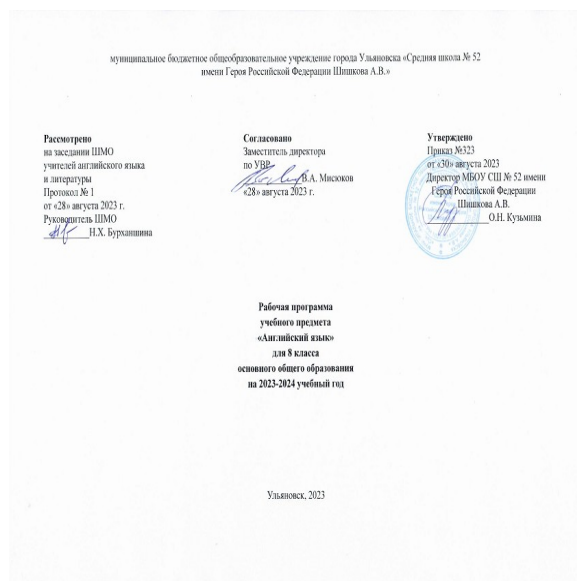 муниципальное бюджетное общеобразовательное учреждение города Ульяновска «Средняя школа № 52
имени Героя Российской Федерации Шишкова А.В.»
Рассмотрено
на заседании ШМО
учителей английского языка
и литературы
Протокол № 1
от «28» августа 2023 г.
Руководитель ШМО
Н.Х. Бурханшина
Согласовано
Заместитель директора
по УВР
В.А. Мисюков
«28» августа 2023 г.
Утверждено
Приказ №323
от «30» августа 2023
Директор МБОУ СШ № 52 имени
Героя Российской Федерации
Шишкова А.В.
О.Н. Кузьмина
Рабочая программа
учебного предмета
«Английский язык»
для 8 класса
основного общего образования
на 2023-2024 учебный год
Ульяновск, 2023